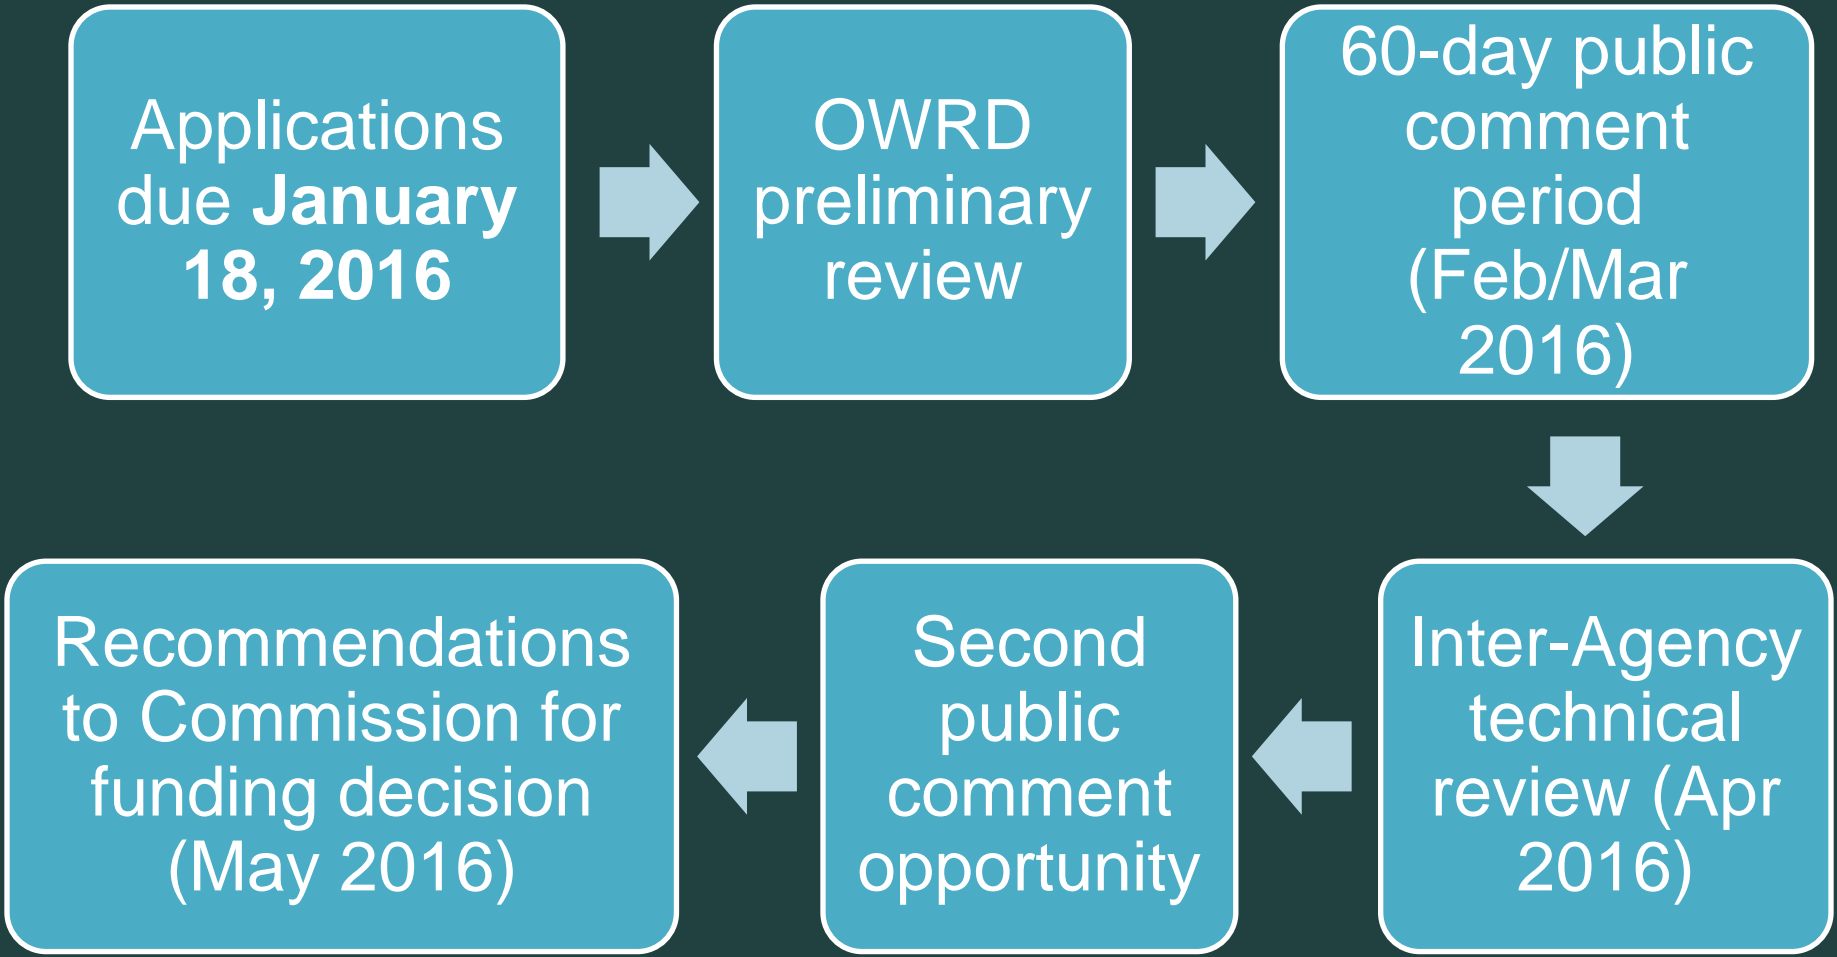 Applications
due January
18, 2016
OWRD
preliminary
review
60-day public
comment
period
(Feb/Mar
2016)
Inter-Agency
technical
review (Apr
2016)
Second
public
comment
opportunity
Recommendations
to Commission for
funding decision
(May 2016)